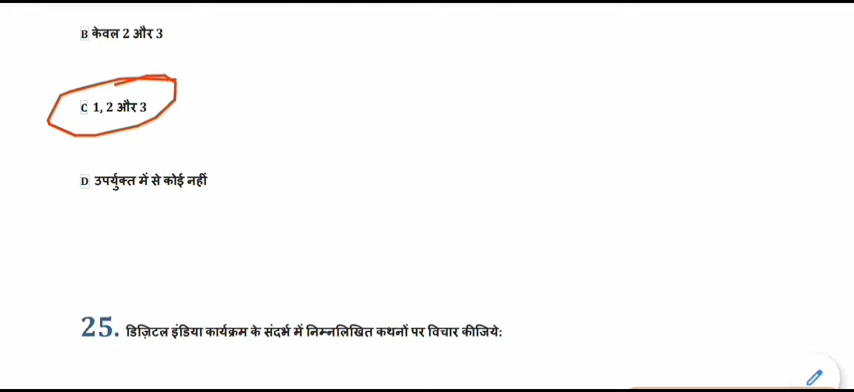 B केवल 2 और 3
C 1, 2 और 3
D उपर्युक्त में से कोई नहीं
25. डिज़िटल इंडिया कार्यक्रम के संदर्भ में निम्नलिखित कथनों पर विचार कीजिये: